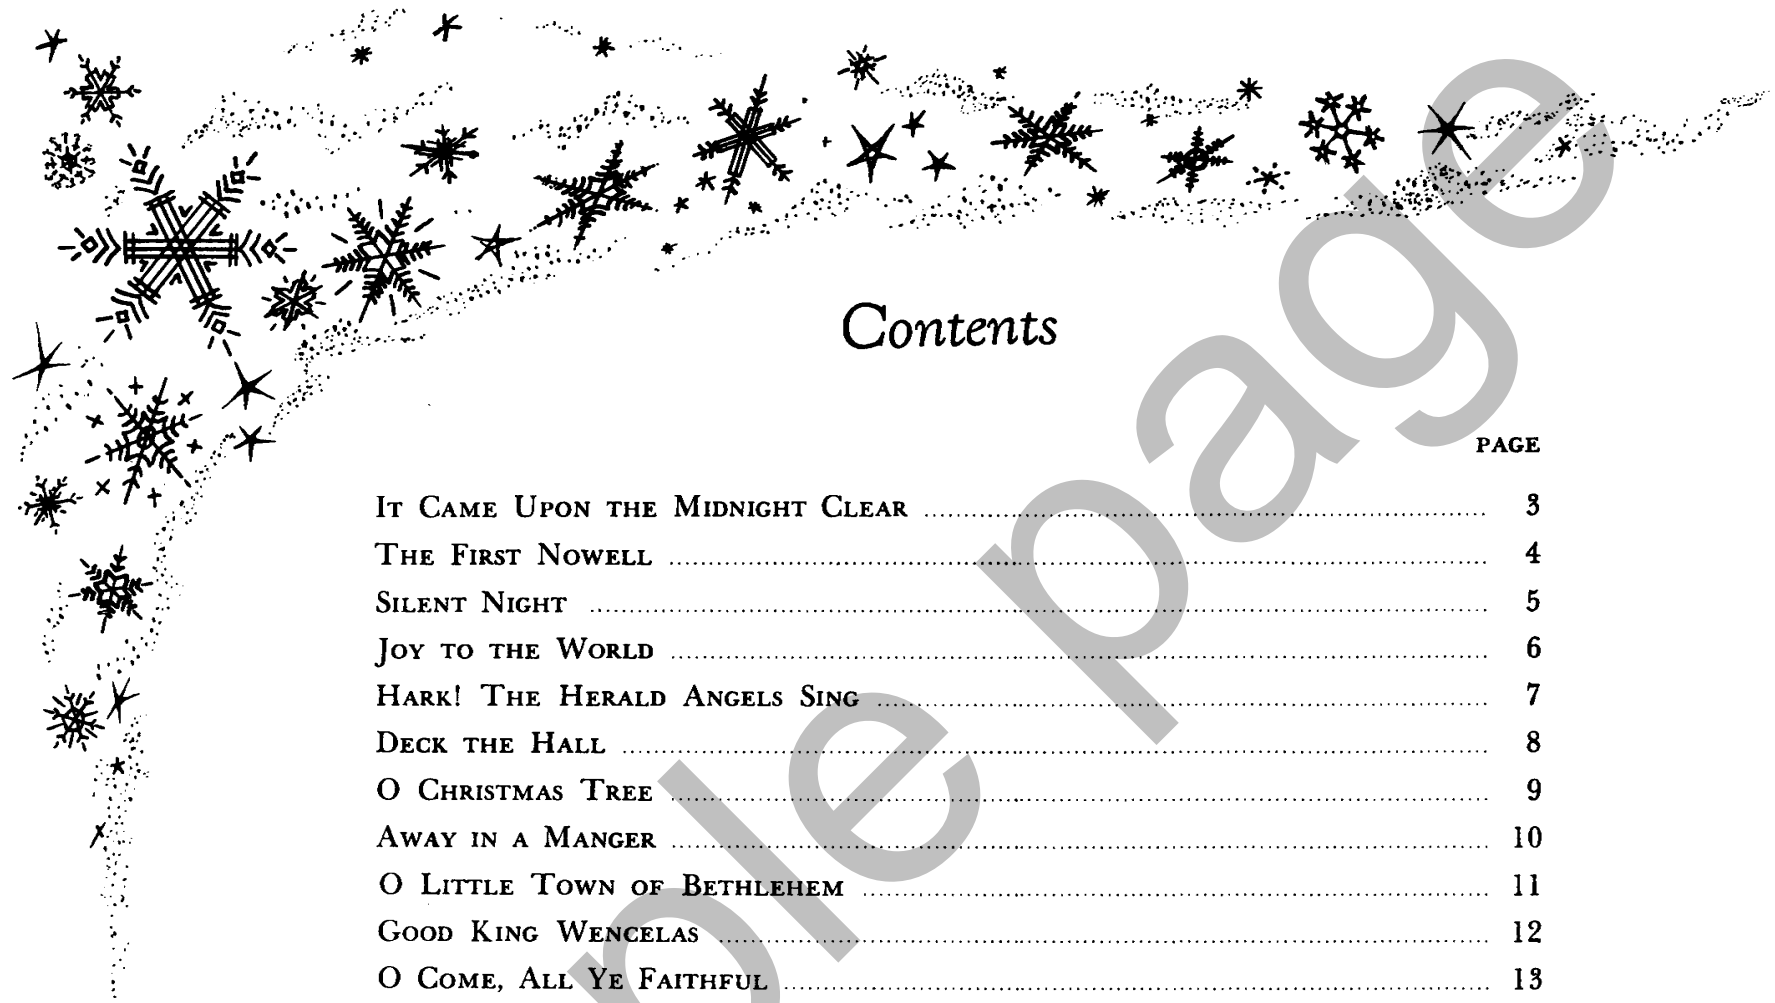 Contents
PAGE
It Came Upon the Midnight Clear ........ 3
The First Nowell ........ 4
Silent Night ........ 5
Joy to the World ........ 6
Hark! The Herald Angels Sing ........ 7
Deck the Hall ........ 8
O Christmas Tree ........ 9
Away in a Manger ........ 10
O Little Town of Bethlehem ........ 11
Good King Wencelas ........ 12
O Come, All Ye Faithful ........ 13
ple page